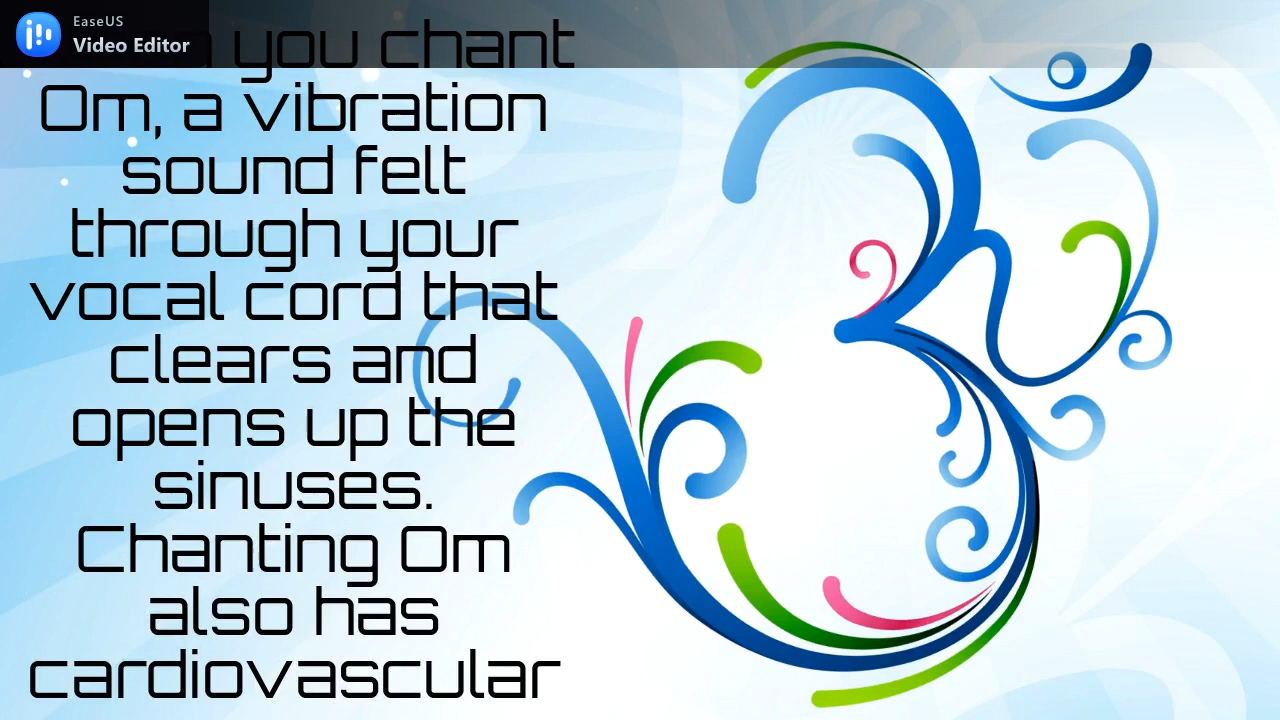 EaseUS
Video Editor
you chant
Om, a vibration
sound felt
through your
vocal cord that
clears and
opens up the
sinuses.
Chanting Om
also has
cardiovascular